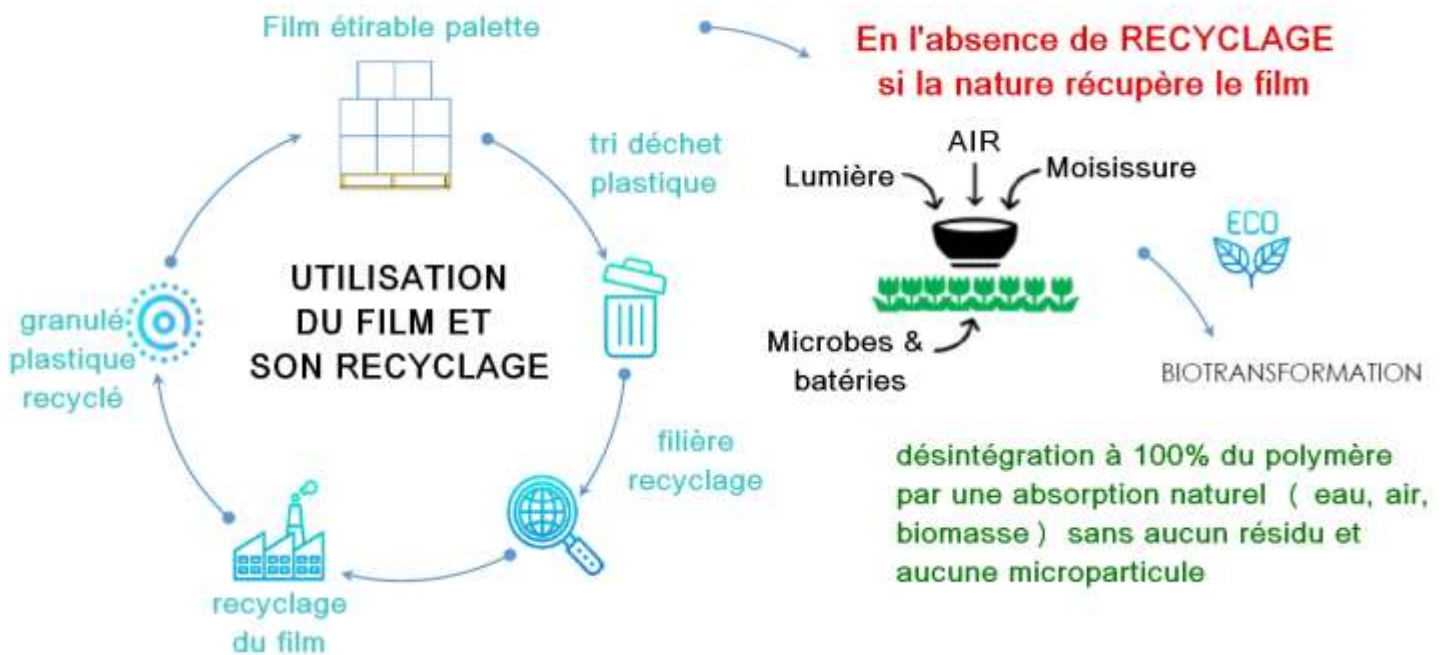 Film étirable palette
tri déchet
plastique
UTILISATION
DU FILM ET
SON RECYCLAGE
granulé
plastique
recyclé
filière
recyclage
recyclage
du film
En l'absence de RECYCLAGE
si la nature récupère le film
AIR
Lumière
Moisissure
ECO
Microbes &
batéries
BIOTRANSFORMATION
désintégration à 100% du polymère
par une absorption naturel ( eau, air,
biomasse ) sans aucun résidu et
aucune microparticule